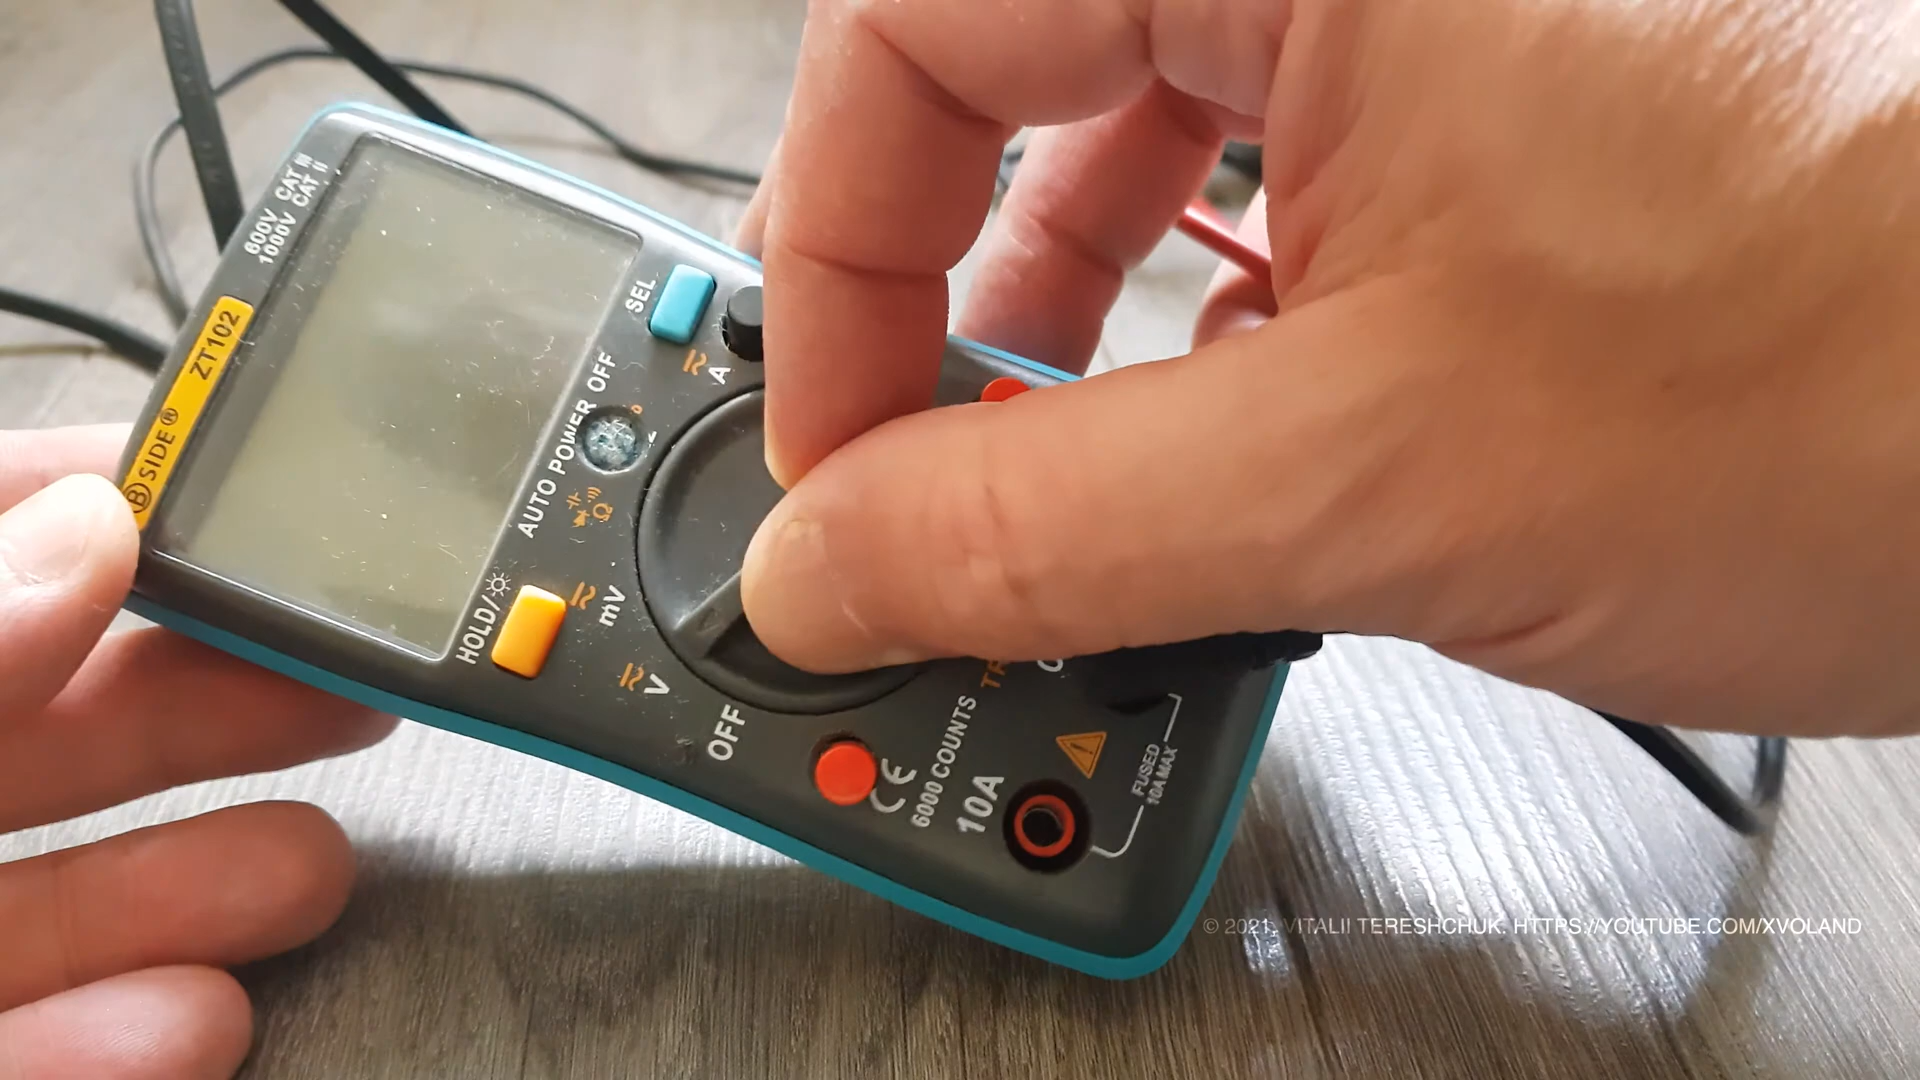 600V CAT III
1000V CAT II
BSIDE® ZT102
SEL
AUTO POWER OFF
HOLD/
A
Ω
mV
V
OFF
CE
6000 COUNTS
10A
FUSED
10A MAX
© 2021, VITALII TERESHCHUK. HTTPS://YOUTUBE.COM/XVOLAND